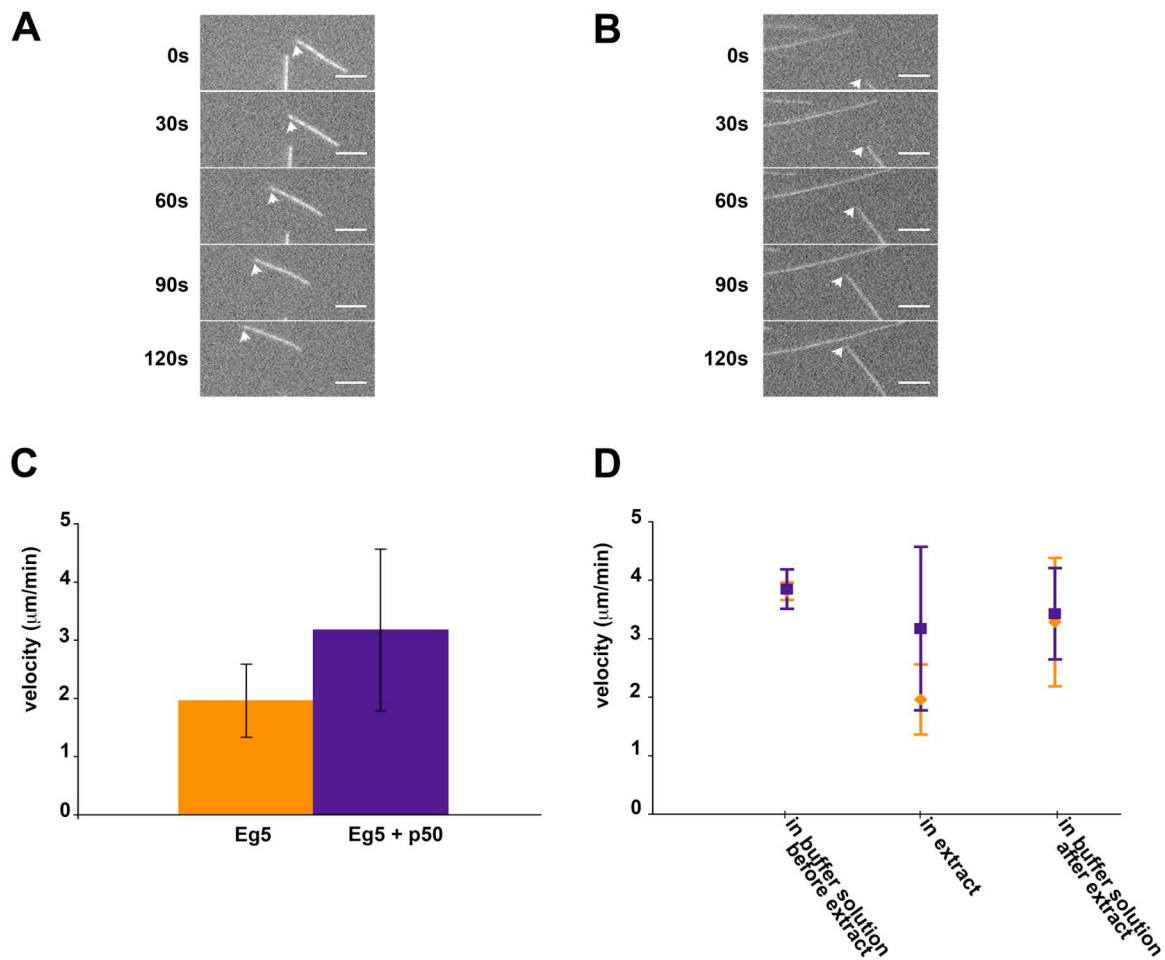 A
0s
30s
60s
90s
120s
B
0s
30s
60s
90s
120s
C
velocity (μm/min)
5
4
3
2
1
0
Eg5
Eg5 + p50
D
velocity (μm/min)
5
4
3
2
1
0
in buffer solution
before extract
in extract
in buffer solution
after extract